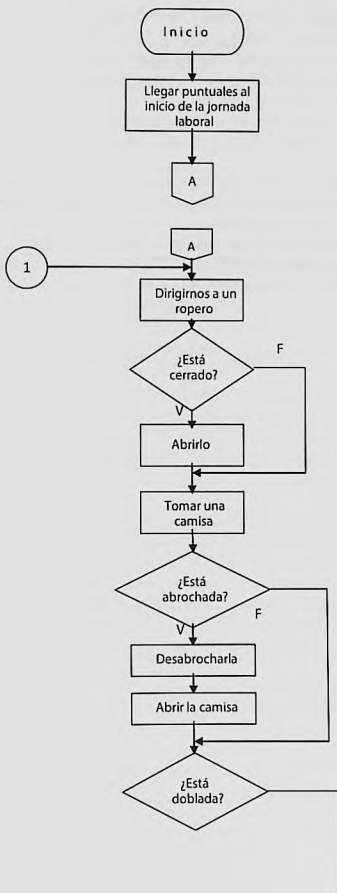 Inicio
Llegar puntuales al
inicio de la jornada
laboral
A
A
1
Dirigirnos a un
ropero
¿Está
cerrado?
F
V
Abrirlo
Tomar una
camisa
¿Está
abrochada?
F
V
Desabrocharla
Abrir la camisa
¿Está
doblada?